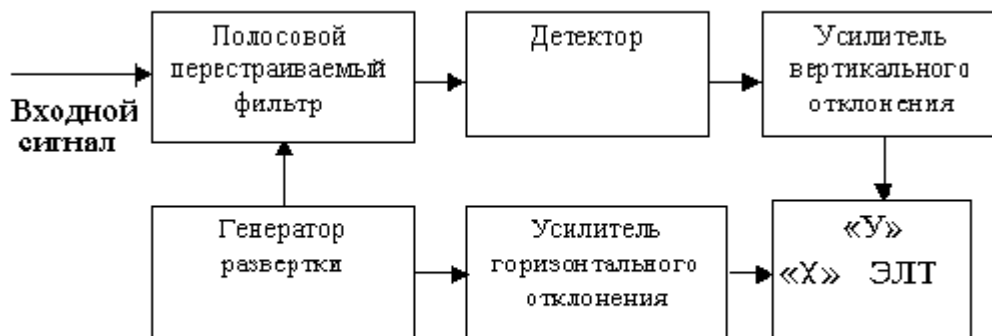 Полосовой
перестраиваемый
фильтр
Детектор
Усилитель
вертикального
отклонения
Входной
сигнал
Генератор
развертки
Усилитель
горизонтального
отклонения
«У»
«Х» ЭЛТ